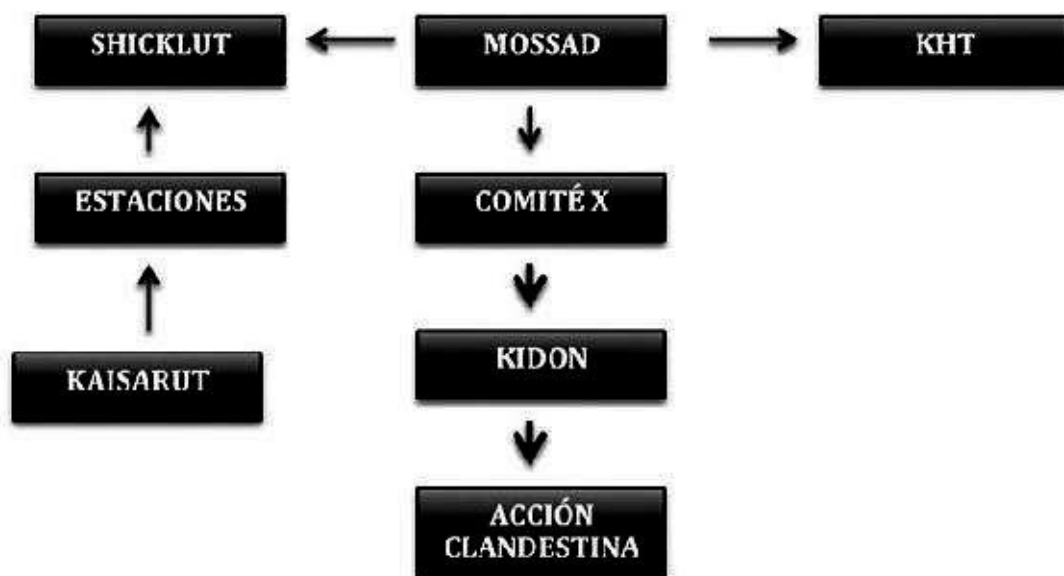 SHICKLUT
MOSSAD
KHT
ESTACIONES
COMITÉ X
KIDON
KAISARUT
ACCIÓN
CLANDESTINA